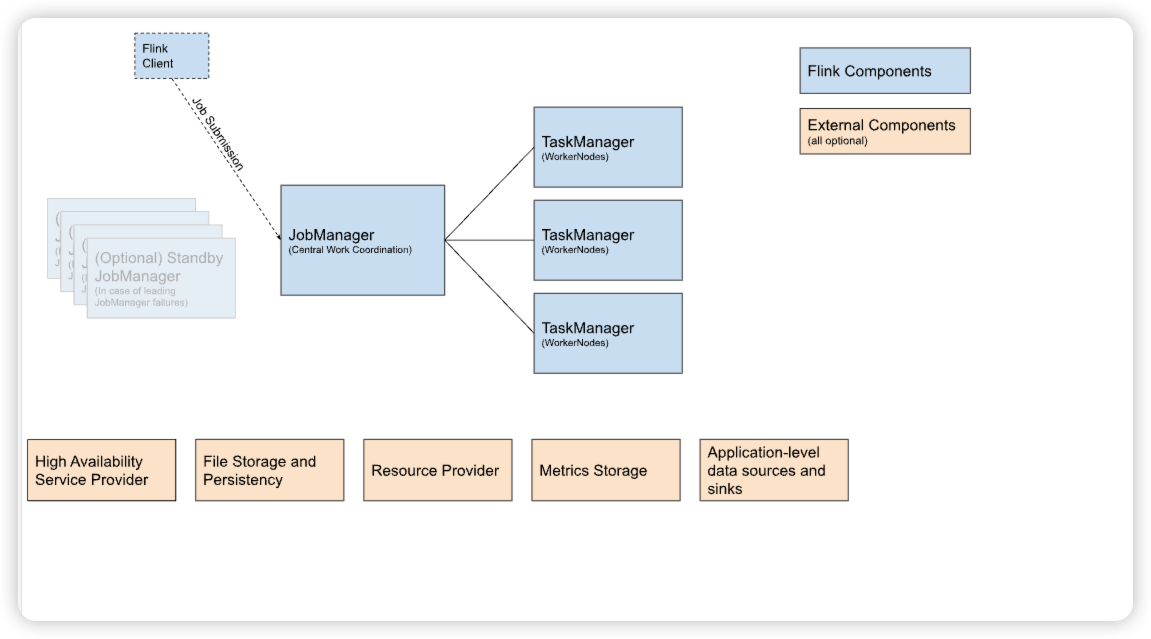 Flink
Client
Job Submission
Flink Components
External Components
(all optional)
TaskManager
(WorkerNodes)
JobManager
(Central Work Coordination)
TaskManager
(WorkerNodes)
TaskManager
(WorkerNodes)
(Optional) Standby
JobManager
(In case of leading
JobManager failures)
High Availability
Service Provider
File Storage and
Persistency
Resource Provider
Metrics Storage
Application-level
data sources and
sinks